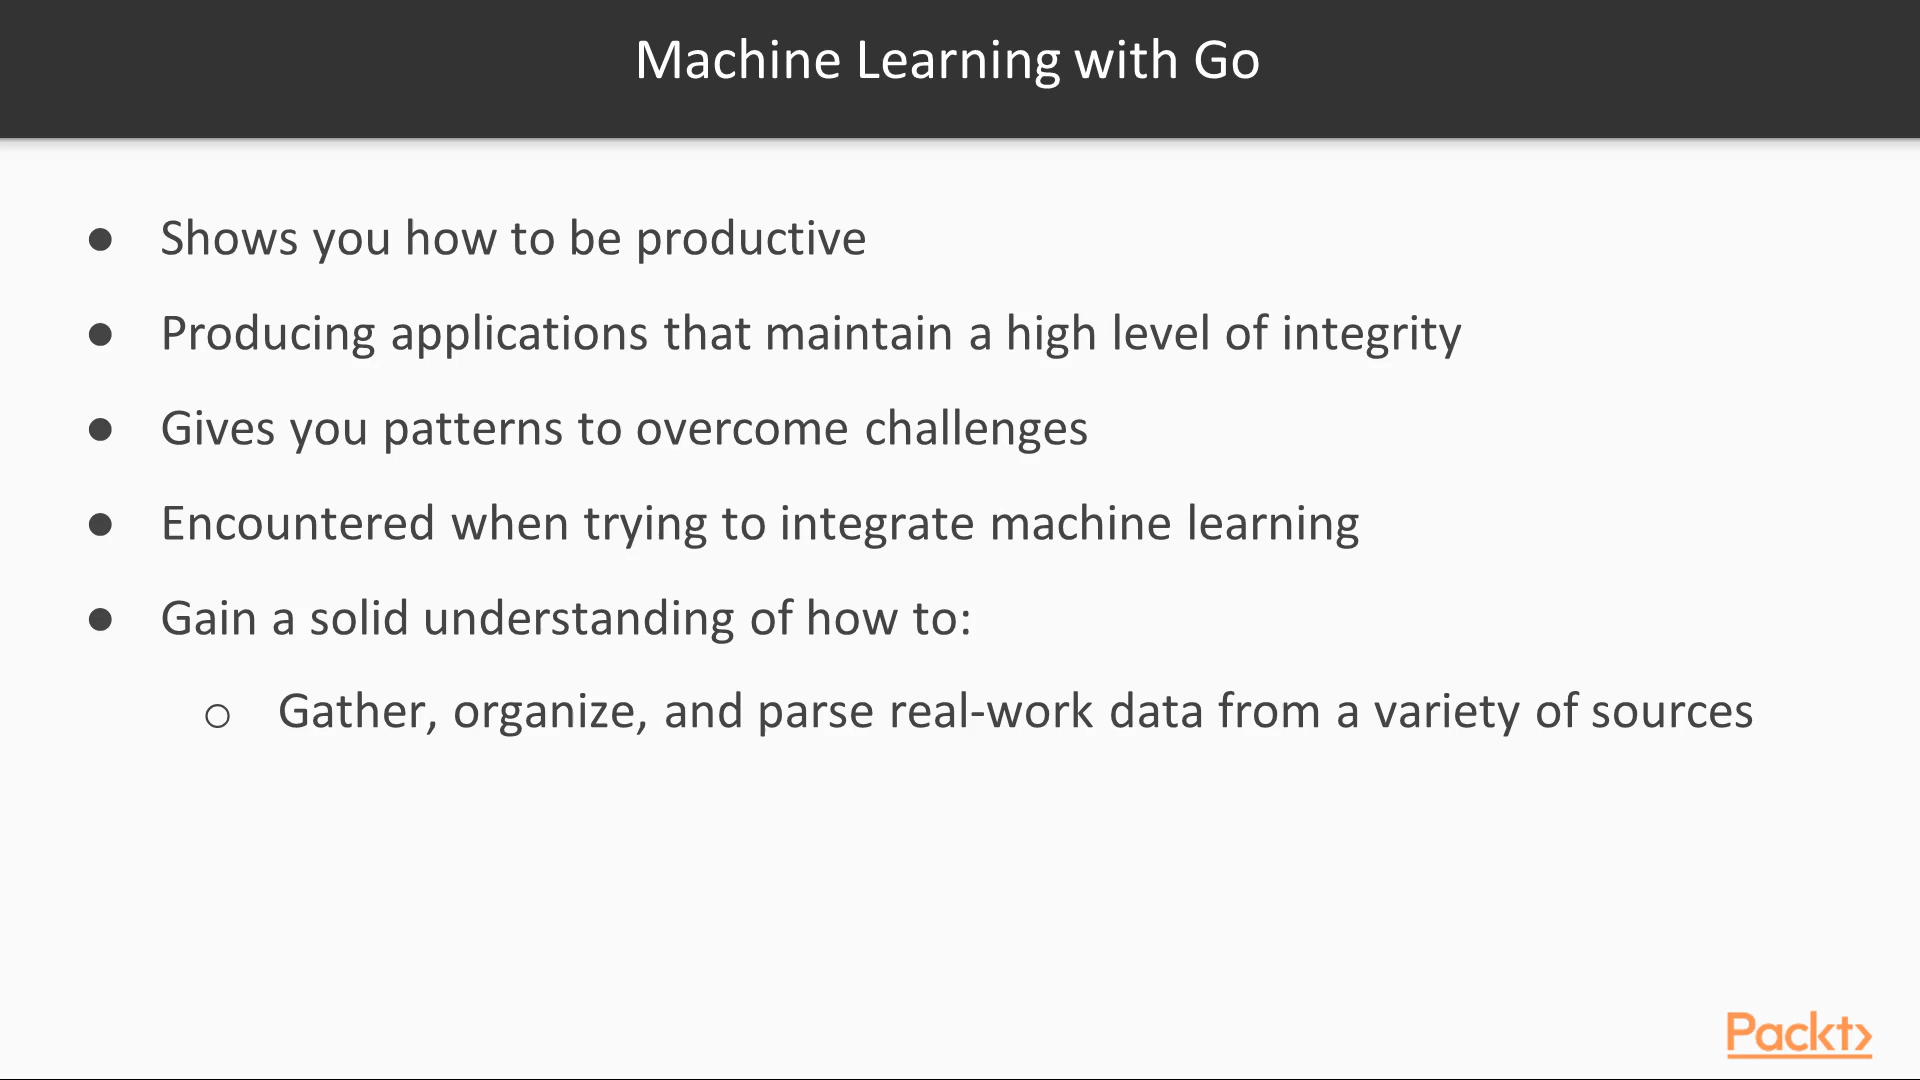 Machine Learning with Go
● Shows you how to be productive
● Producing applications that maintain a high level of integrity
● Gives you patterns to overcome challenges
● Encountered when trying to integrate machine learning
● Gain a solid understanding of how to:
○ Gather, organize, and parse real-work data from a variety of sources
Packt>